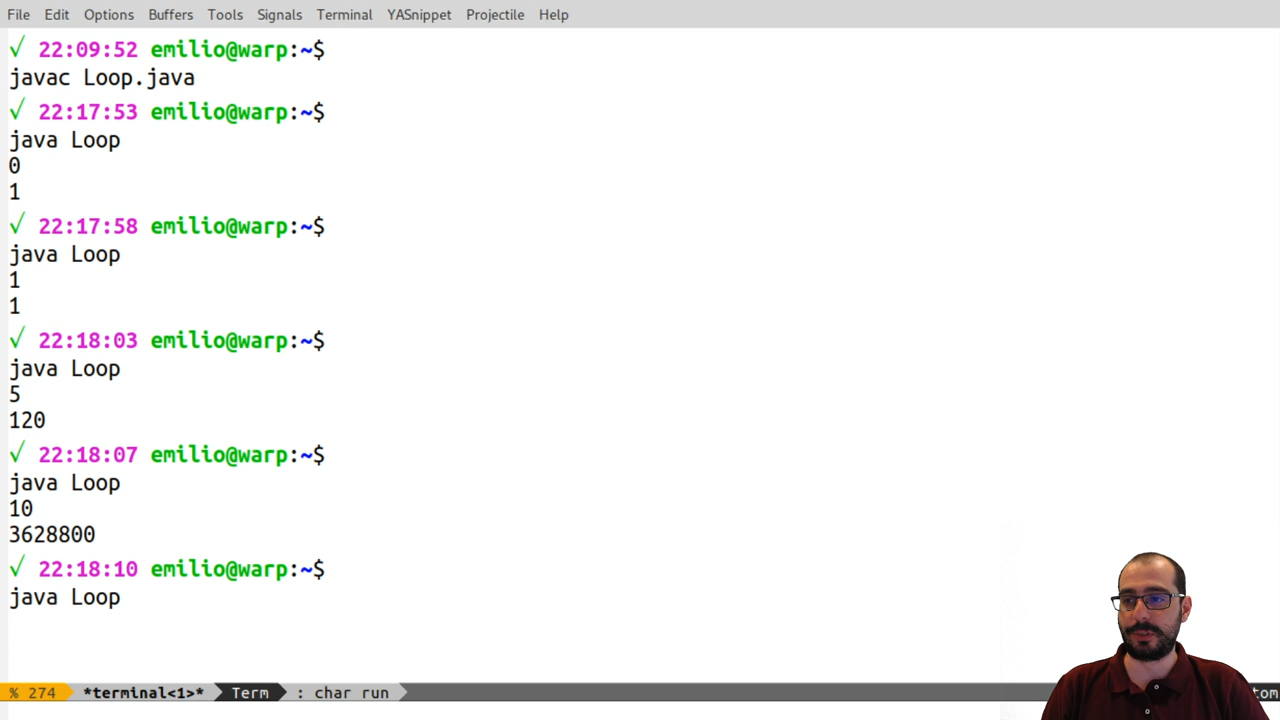 File Edit Options Buffers Tools Signals Terminal YASnippet Projectile Help
√ 22:09:52 emilio@warp:~$
javac Loop.java
√ 22:17:53 emilio@warp:~$
java Loop
0
1
√ 22:17:58 emilio@warp:~$
java Loop
1
1
√ 22:18:03 emilio@warp:~$
java Loop
5
120
√ 22:18:07 emilio@warp:~$
java Loop
10
3628800
√ 22:18:10 emilio@warp:~$
java Loop
% 274 *terminal<1>* Term : char run